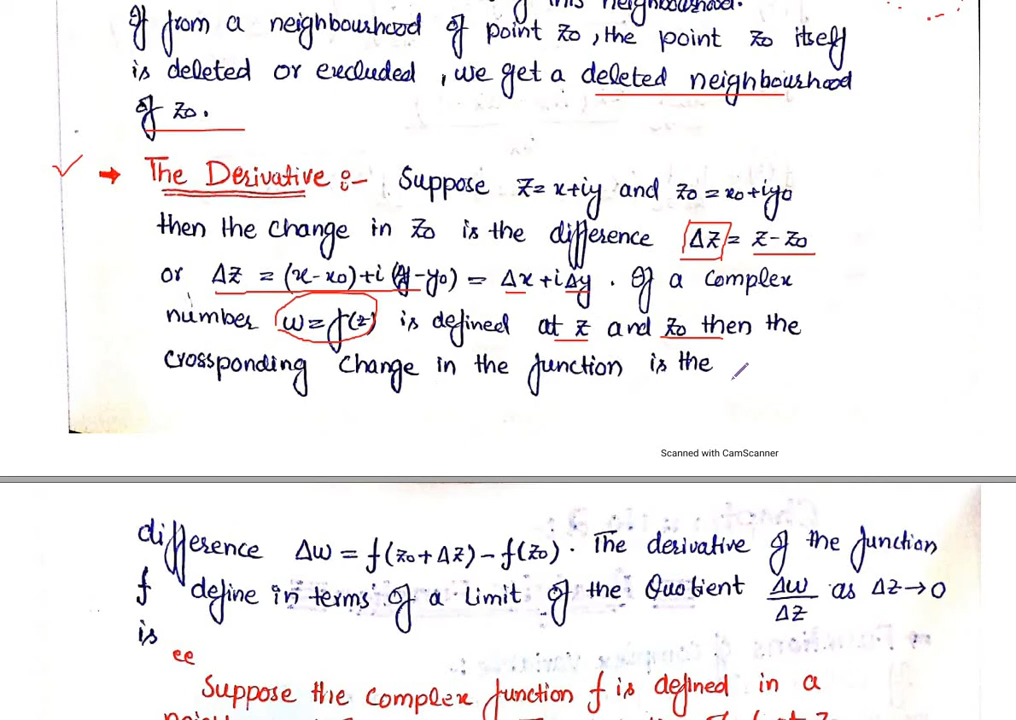 this neighbourhood.
If from a neighbourhood of point z₀, the point z₀ itself
is deleted or excluded, we get a deleted neighbourhood
of z₀.
→ The Derivative :- Suppose z = x+iy and z₀ = x₀+iy₀
then the change in z₀ is the difference Δz = z - z₀
or Δz = (x-x₀)+i(y-y₀) = Δx+iΔy. If a complex
number w=f(z) is defined at z and z₀ then the
crossponding change in the function is the
Scanned with CamScanner
difference Δw = f(z₀+Δz)-f(z₀). The derivative of the function
f define in terms of a limit of the Quotient Δw/Δz as Δz→0
is
"
Suppose the complex function f is defined in a